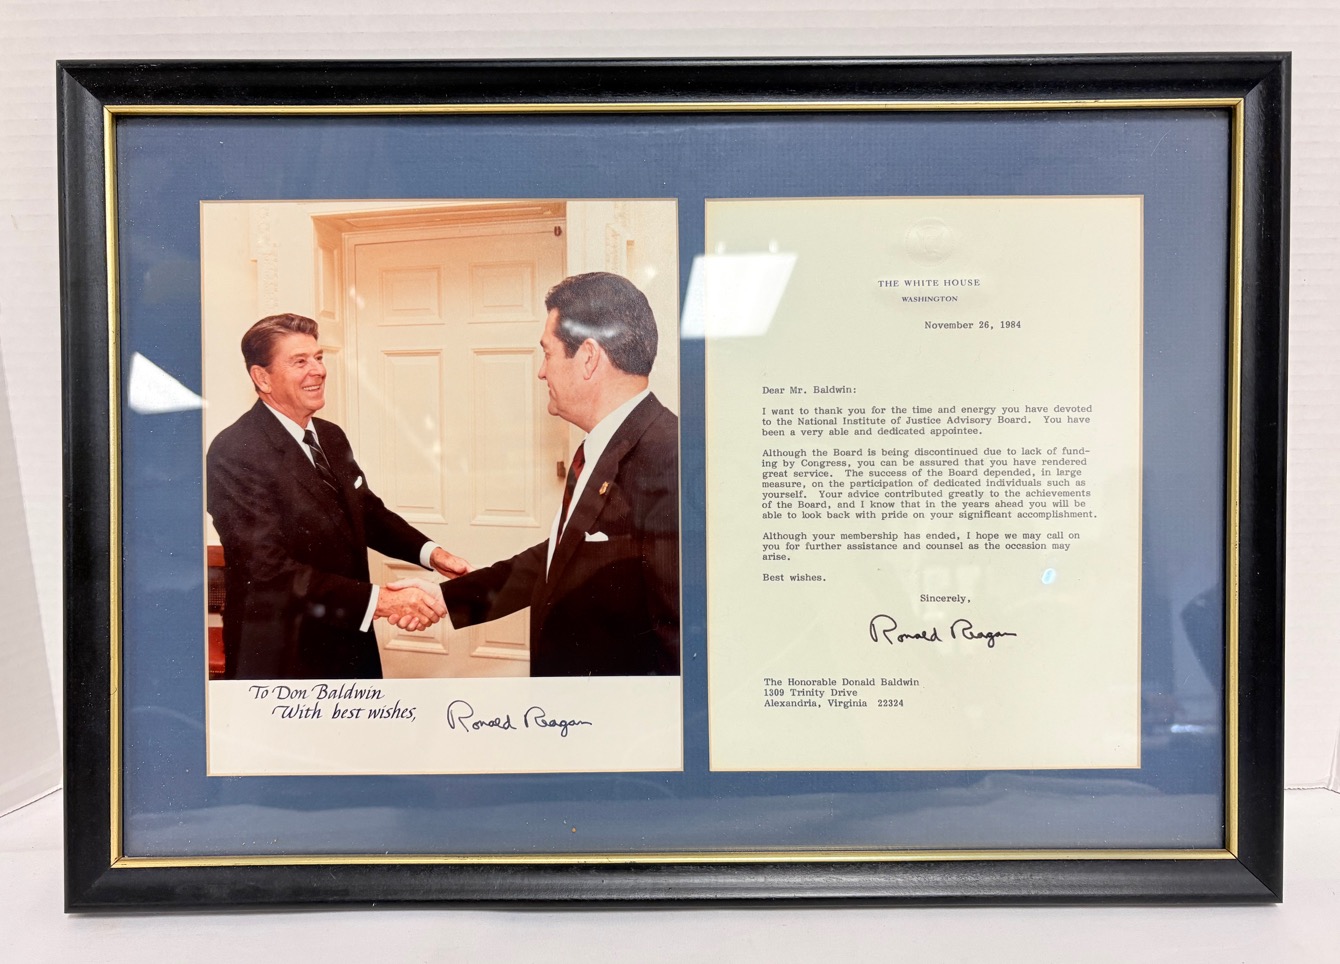 To Don Baldwin
With best wishes,
Ronald Reagan
THE WHITE HOUSE
WASHINGTON
November 26, 1984
Dear Mr. Baldwin:
I want to thank you for the time and energy you have devoted
to the National Institute of Justice Advisory Board. You have
been a very able and dedicated appointee.
Although the Board is being discontinued due to lack of fund-
ing by Congress, you can be assured that you have rendered
great service. The success of the Board depended, in large
measure, on the participation of dedicated individuals such as
yourself. Your advice contributed greatly to the achievements
of the Board, and I know that in the years ahead you will be
able to look back with pride on your significant accomplishment.
Although your membership has ended, I hope we may call on
you for further assistance and counsel as the occasion may
arise.
Best wishes.
Sincerely,
Ronald Reagan
The Honorable Donald Baldwin
1309 Trinity Drive
Alexandria, Virginia 22324